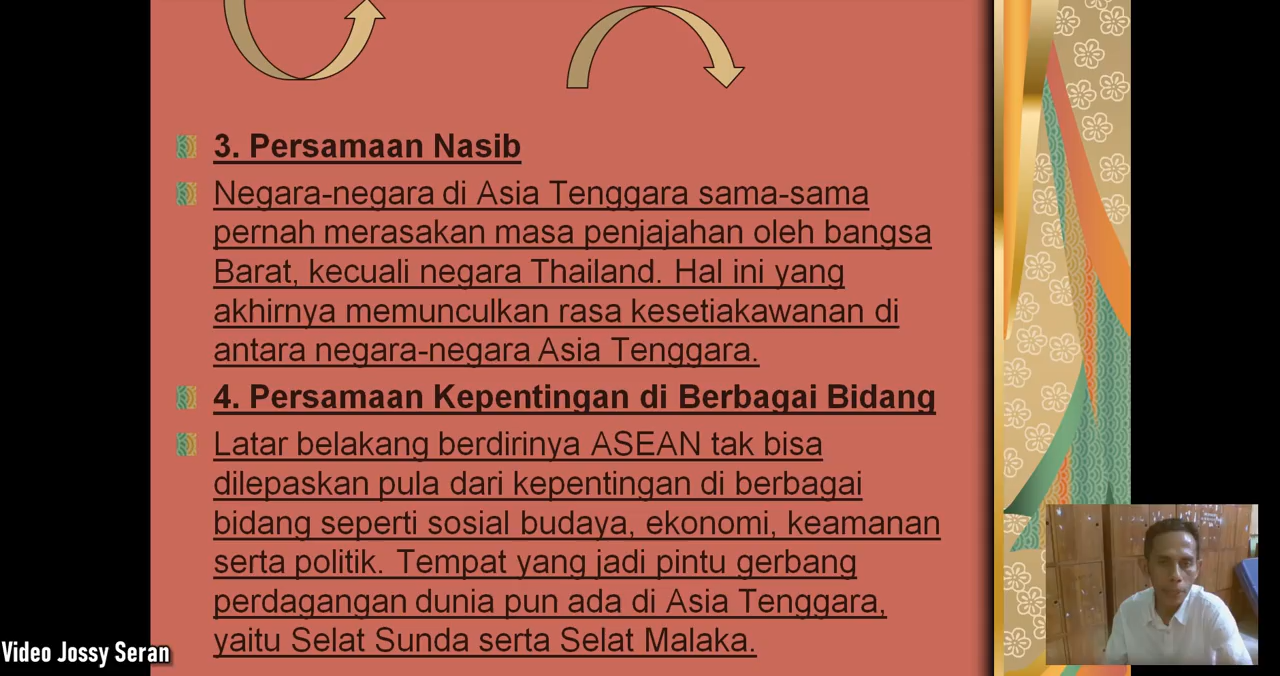 3. Persamaan Nasib
Negara-negara di Asia Tenggara sama-sama
pernah merasakan masa penjajahan oleh bangsa
Barat, kecuali negara Thailand. Hal ini yang
akhirnya memunculkan rasa kesetiakawanan di
antara negara-negara Asia Tenggara.
4. Persamaan Kepentingan di Berbagai Bidang
Latar belakang berdirinya ASEAN tak bisa
dilepaskan pula dari kepentingan di berbagai
bidang seperti sosial budaya, ekonomi, keamanan
serta politik. Tempat yang jadi pintu gerbang
perdagangan dunia pun ada di Asia Tenggara,
yaitu Selat Sunda serta Selat Malaka.
Video Jossy Seran